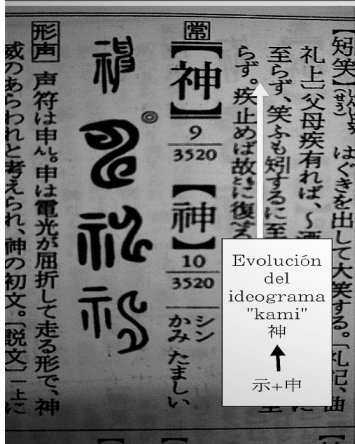 笑】(せう) はぐきを出して大笑する。〔礼記、曲
礼上〕父母疾有れば、〜酒
至らず、笑ふも矧するに至
らず。疾止めば故に復す
常
【神】
9
3520
【神】
10
3520
シン
かみ たましい
形声 声符は申しん。申は電光が屈折して走る形で、神
威のあらわれと考えられ、神の初文。〔説文〕一上に
Evolución
del
ideograma
"kami"
神
示+申